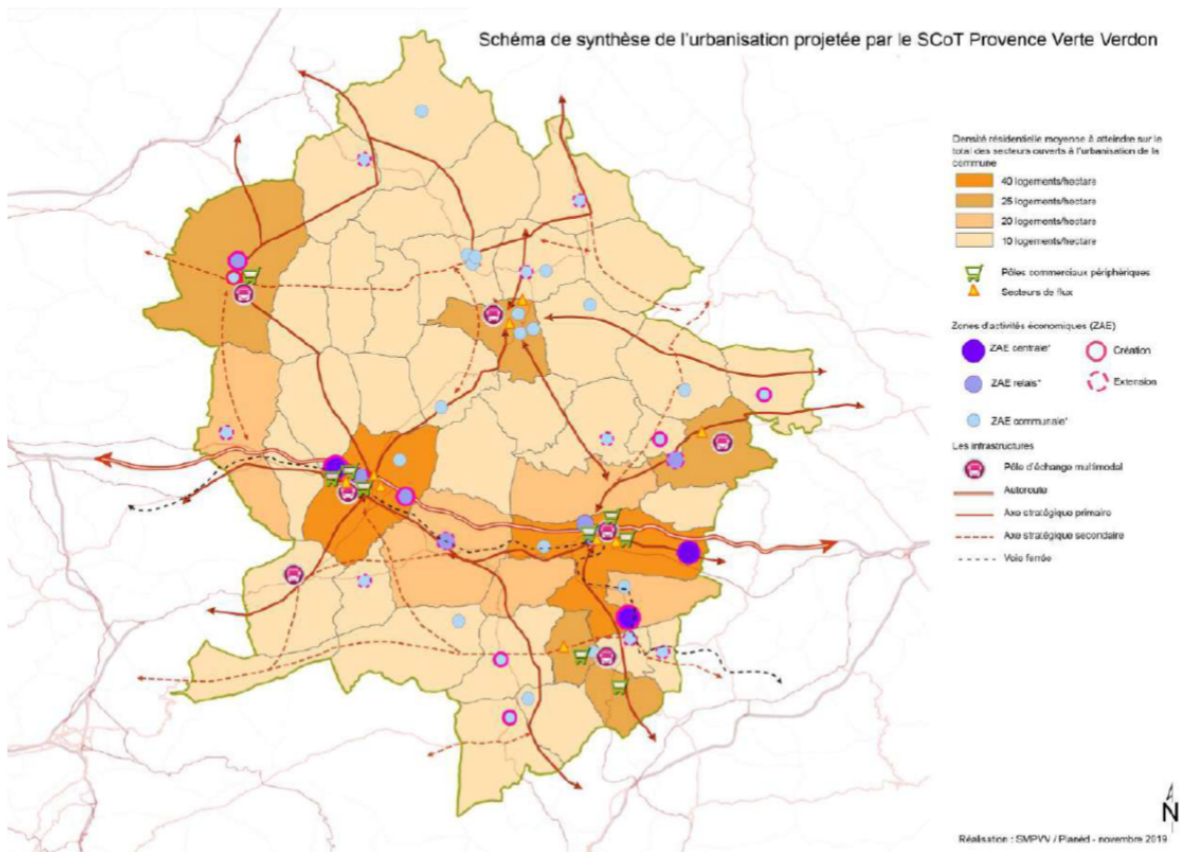 Schéma de synthèse de l'urbanisation projetée par le SCoT Provence Verte Verdon
Densité résidentielle moyenne à atteindre sur le
total des secteurs ouverts à l'urbanisation de la
commune
40 logements/hectare
25 logements/hectare
20 logements/hectare
10 logements/hectare
Pôles commerciaux périphériques
Secteurs de flux
Zones d'activités économiques (ZAE)
ZAE centrale*
Création
ZAE relais*
Extension
ZAE communale*
Les infrastructures
Pôle d'échange multimodal
Autoroute
Axe stratégique primaire
Axe stratégique secondaire
Voie ferrée
N
Réalisation : SMPVV / Planéd - novembre 2019